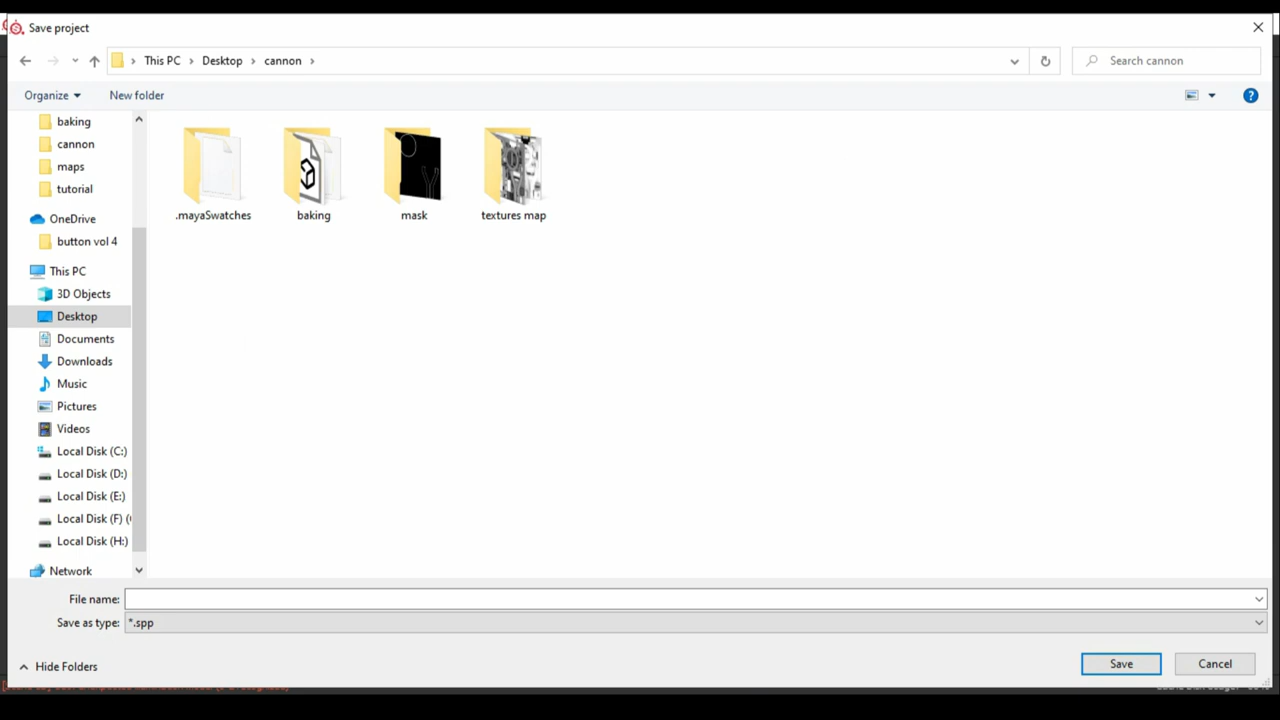 Save project
This PC
Desktop
cannon
Search cannon
Organize
New folder
baking
cannon
maps
tutorial
OneDrive
button vol 4
This PC
3D Objects
Desktop
Documents
Downloads
Music
Pictures
Videos
Local Disk (C:)
Local Disk (D:)
Local Disk (E:)
Local Disk (F) (
Local Disk (H:)
Network
.mayaSwatches
baking
mask
textures map
File name:
Save as type: *.spp
Hide Folders
Save
Cancel